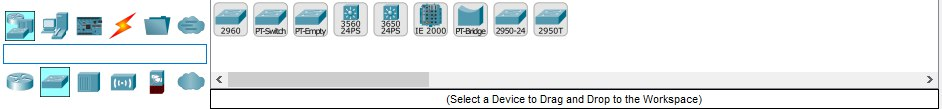 2960
PT-Switch
PT-Empty
3560
24PS
3650
24PS
IE 2000
PT-Bridge
2950-24
2950T
(Select a Device to Drag and Drop to the Workspace)